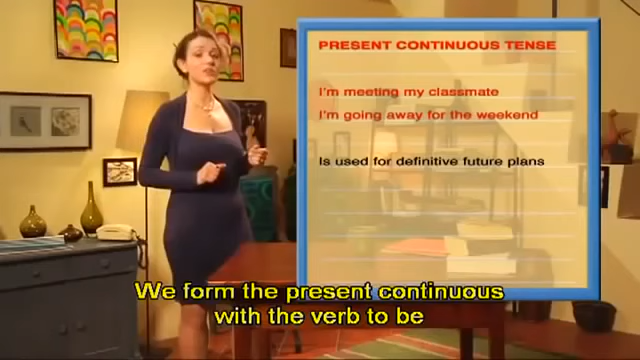 PRESENT CONTINUOUS TENSE
I'm meeting my classmate
I'm going away for the weekend
Is used for definitive future plans
We form the present continuous
with the verb to be